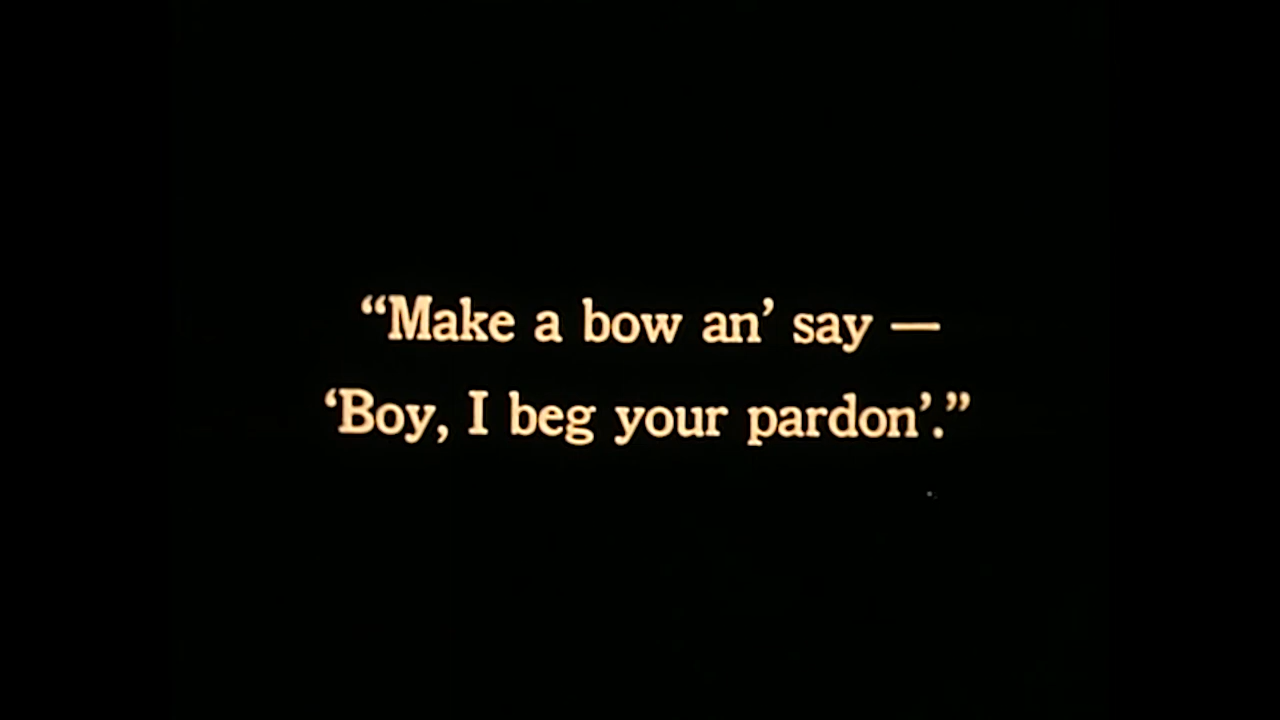 “Make a bow an’ say —
‘Boy, I beg your pardon’.”